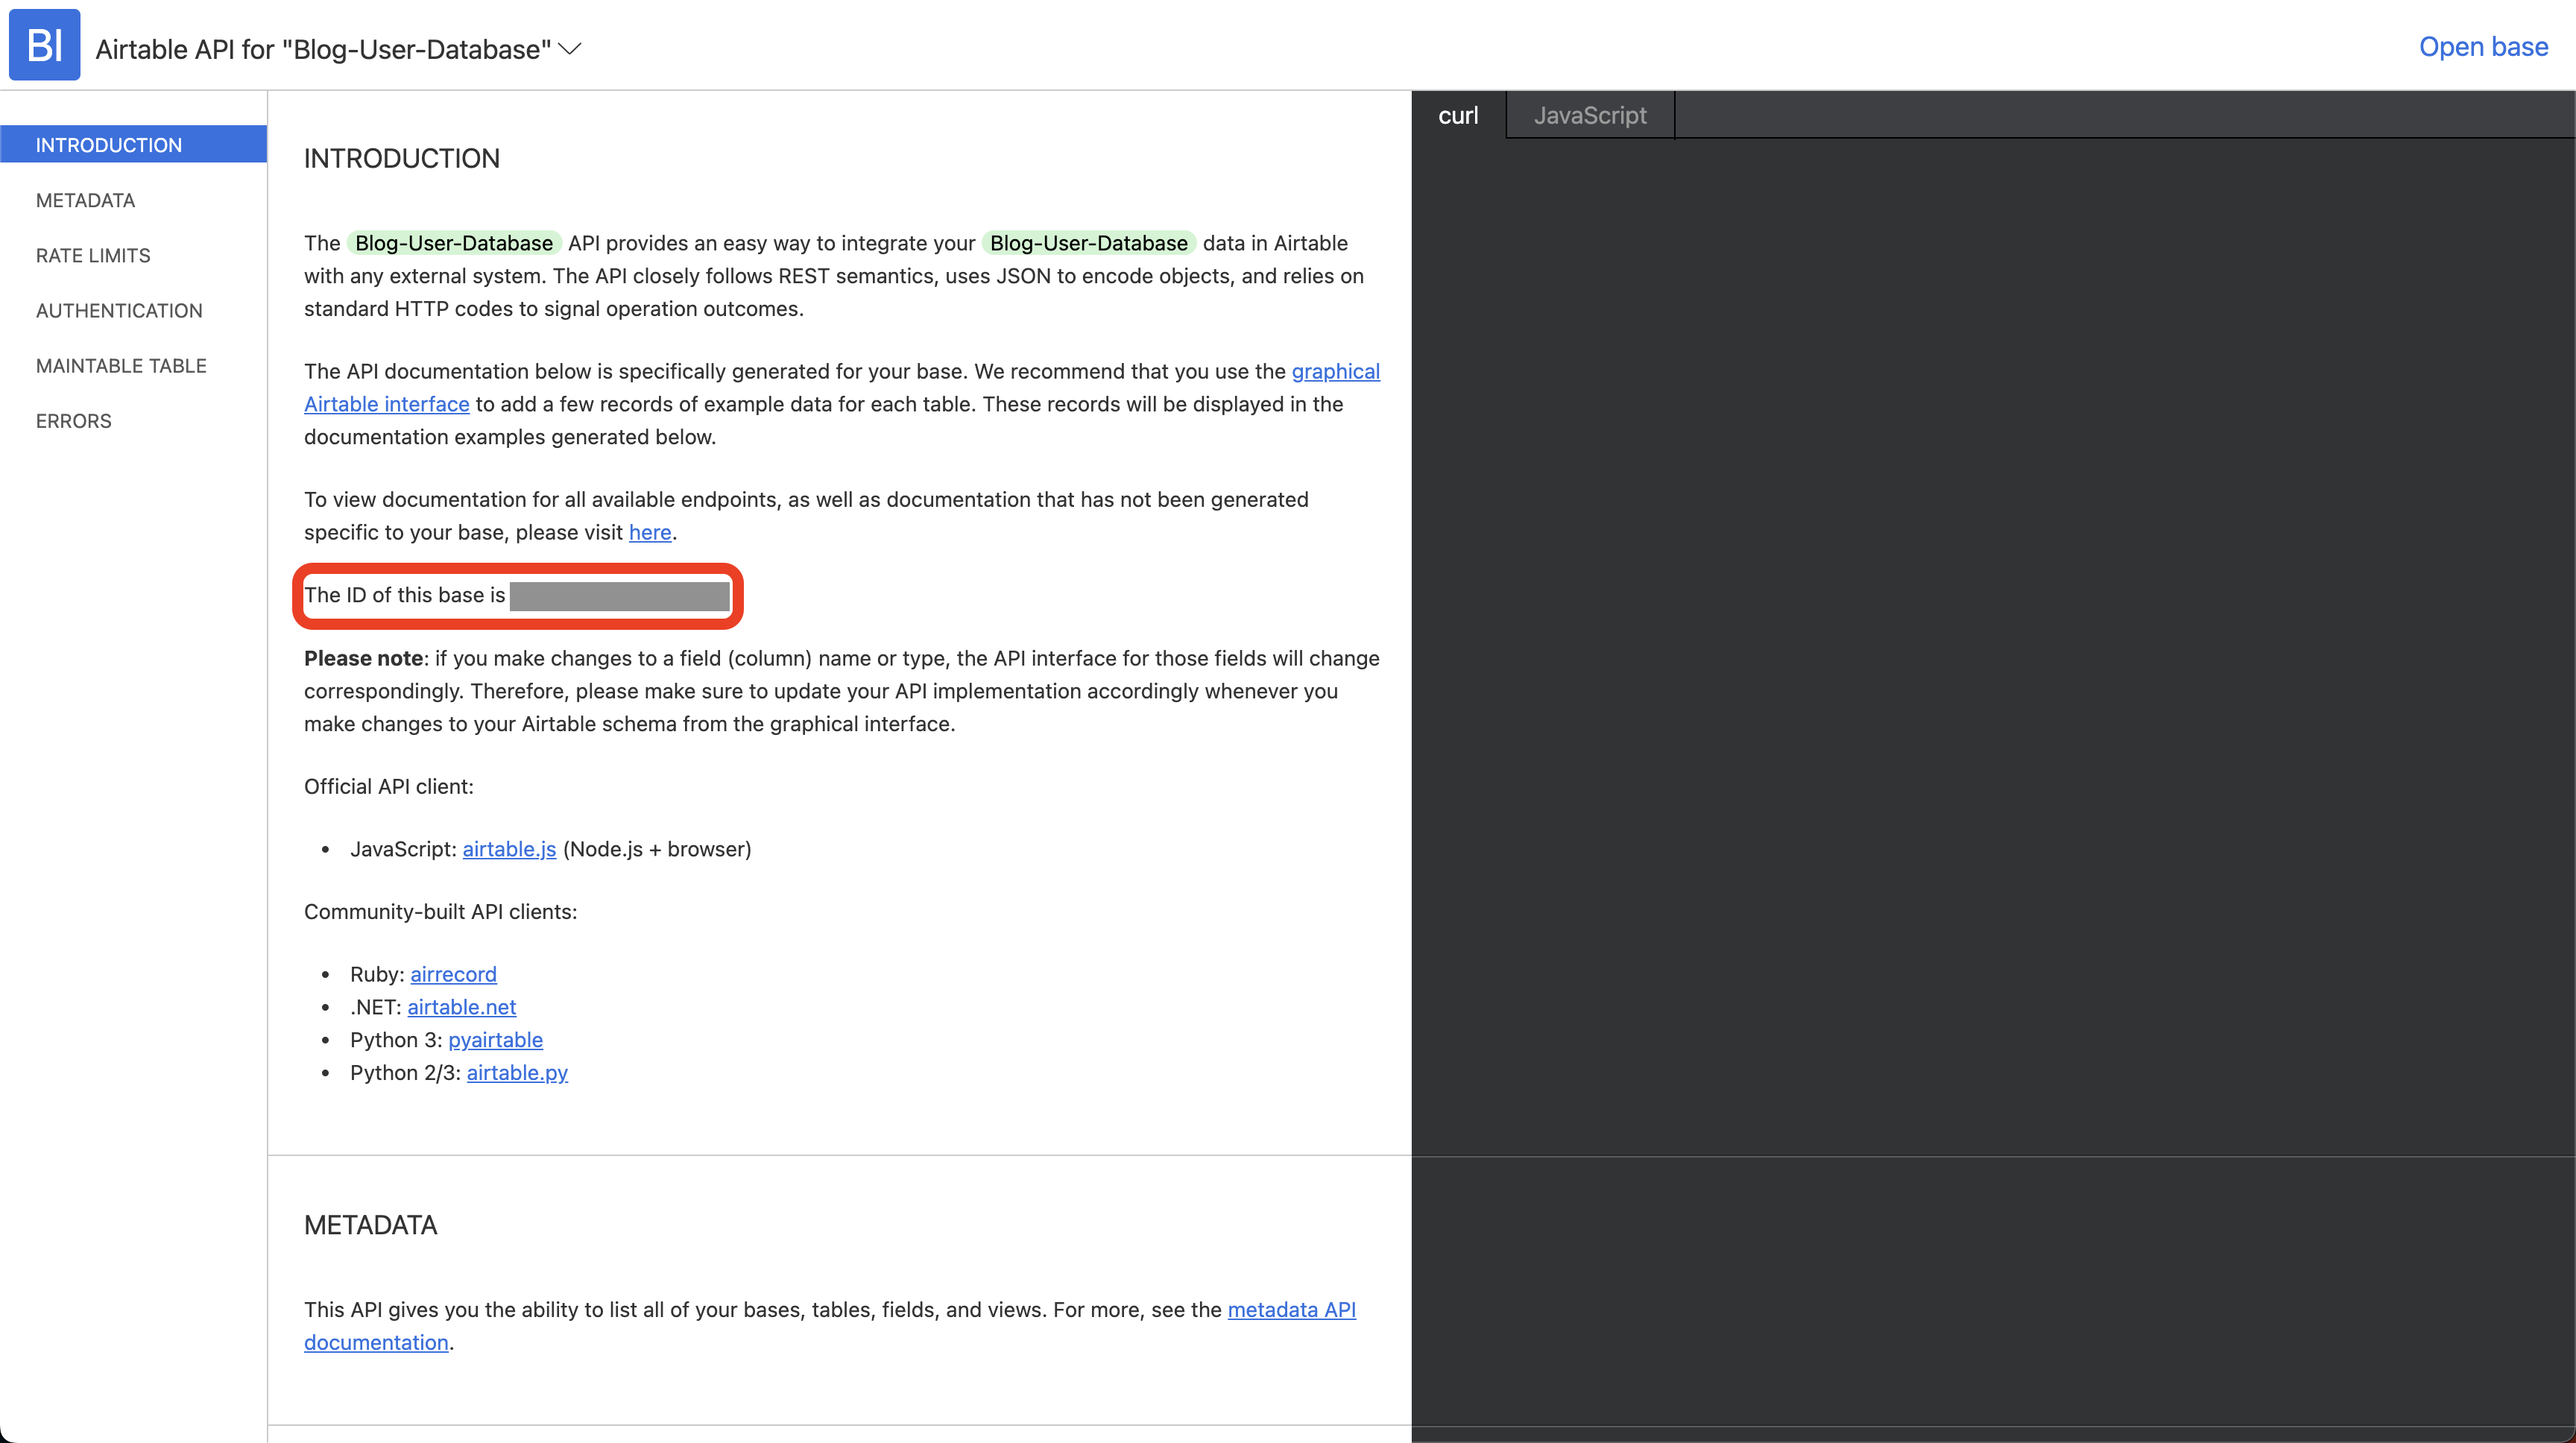 BI
Airtable API for "Blog-User-Database"
Open base
INTRODUCTION
METADATA
RATE LIMITS
AUTHENTICATION
MAINTABLE TABLE
ERRORS
INTRODUCTION
The Blog-User-Database API provides an easy way to integrate your Blog-User-Database data in Airtable
with any external system. The API closely follows REST semantics, uses JSON to encode objects, and relies on
standard HTTP codes to signal operation outcomes.
The API documentation below is specifically generated for your base. We recommend that you use the graphical
Airtable interface to add a few records of example data for each table. These records will be displayed in the
documentation examples generated below.
To view documentation for all available endpoints, as well as documentation that has not been generated
specific to your base, please visit here.
The ID of this base is
Please note: if you make changes to a field (column) name or type, the API interface for those fields will change
correspondingly. Therefore, please make sure to update your API implementation accordingly whenever you
make changes to your Airtable schema from the graphical interface.
Official API client:
• JavaScript: airtable.js (Node.js + browser)
Community-built API clients:
• Ruby: airrecord
• .NET: airtable.net
• Python 3: pyairtable
• Python 2/3: airtable.py
METADATA
This API gives you the ability to list all of your bases, tables, fields, and views. For more, see the metadata API
documentation.
curl
JavaScript